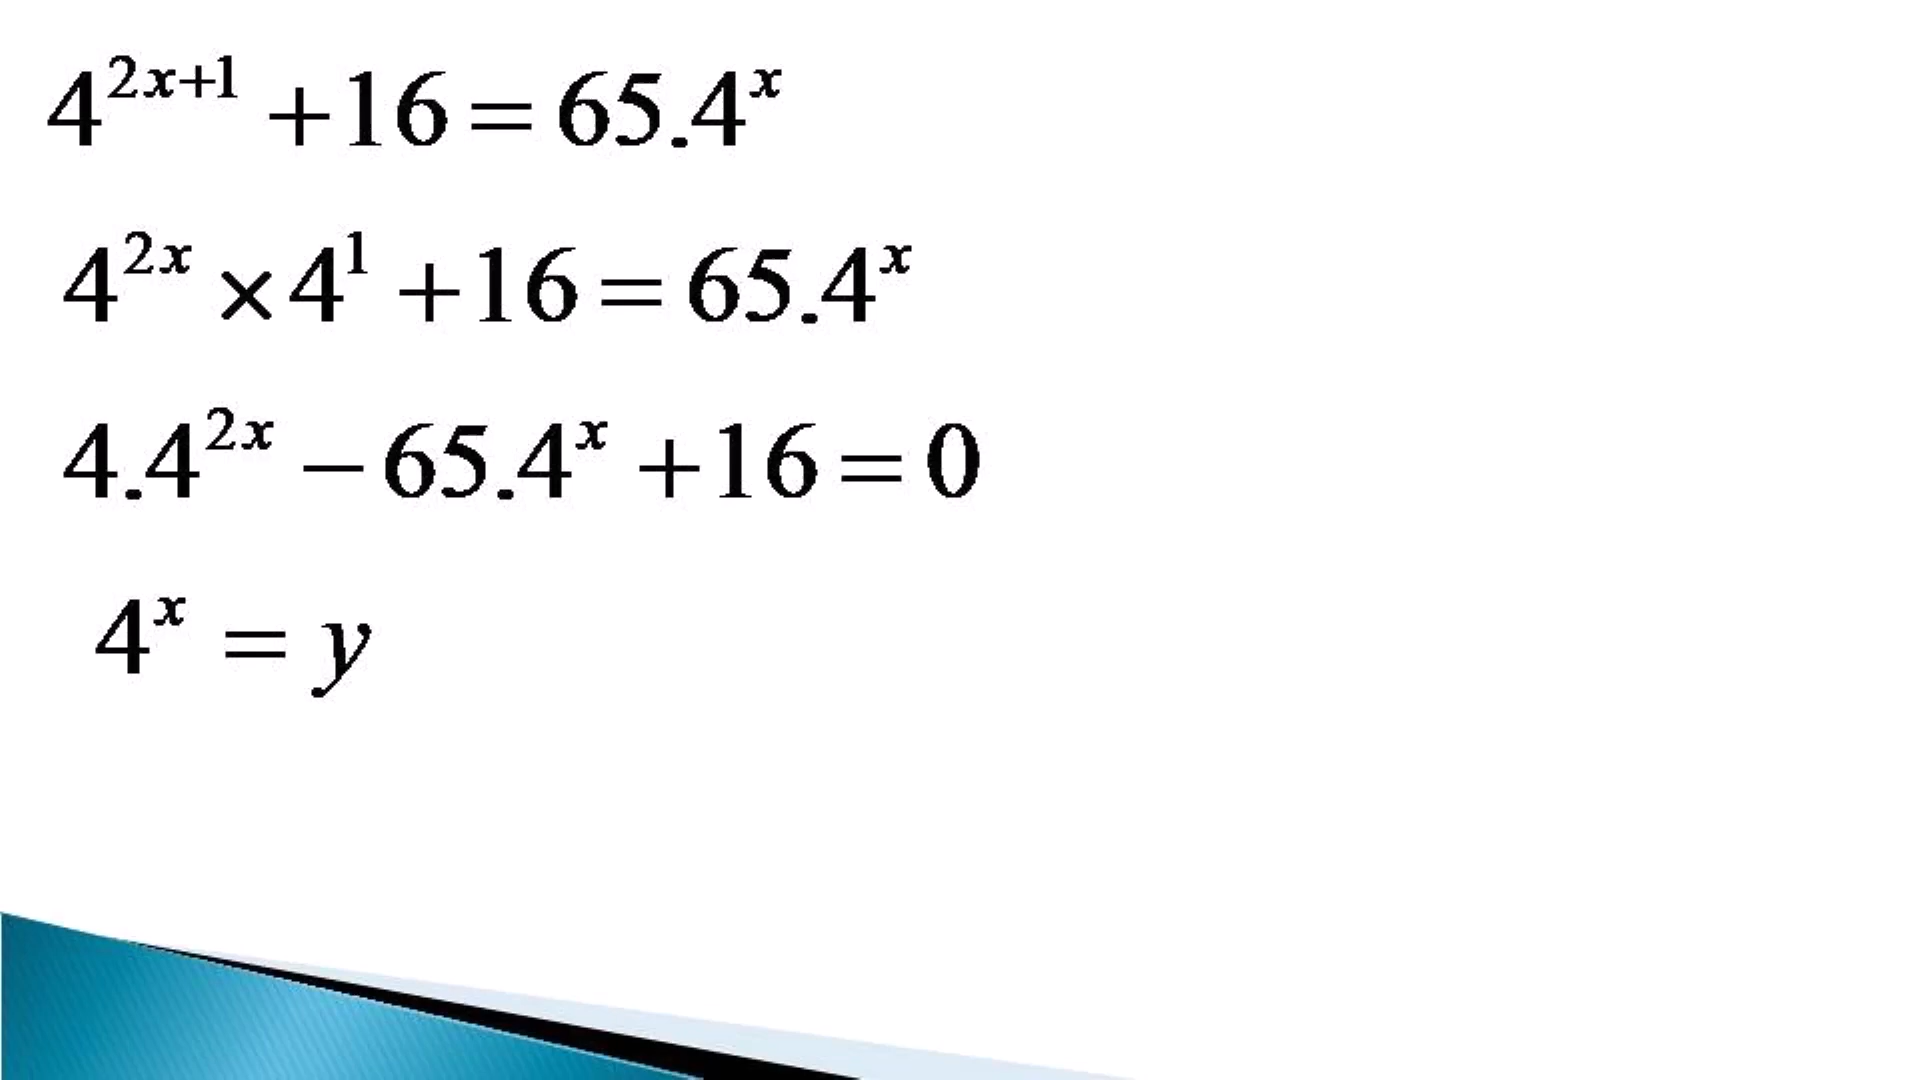 4^{2x+1} + 16 = 65.4^x
4^{2x} × 4^1 + 16 = 65.4^x
4.4^{2x} − 65.4^x + 16 = 0
4^x = y